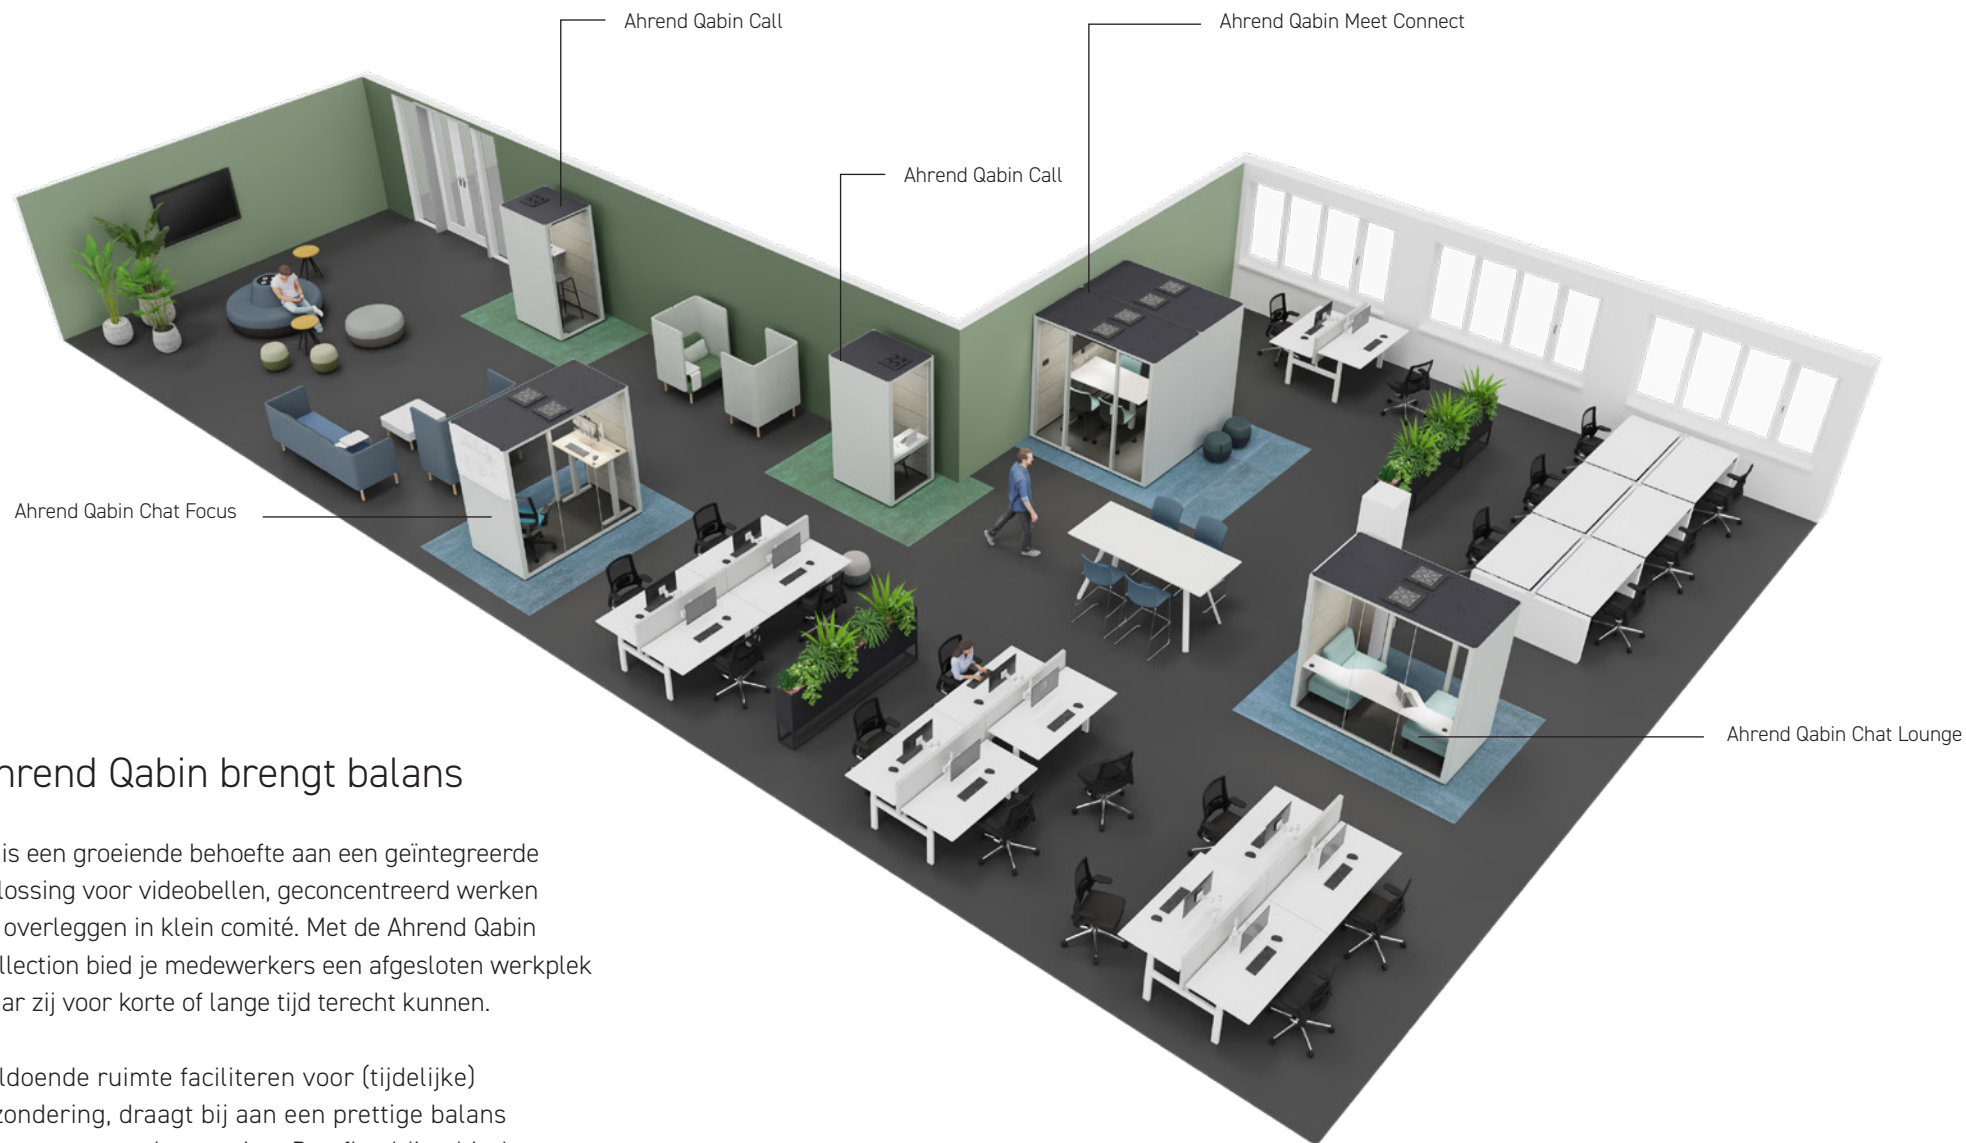 Ahrend Qabin Call
Ahrend Qabin Meet Connect
Ahrend Qabin Call
Ahrend Qabin Chat Focus
Ahrend Qabin Chat Lounge
hrend Qabin brengt balans
is een groeiende behoefte aan een geïntegreerde
lossing voor videobellen, geconcentreerd werken
overleggen in klein comité. Met de Ahrend Qabin
llection bied je medewerkers een afgesloten werkplek
ar zij voor korte of lange tijd terecht kunnen.
ldoende ruimte faciliteren voor (tijdelijke)
zondering, draagt bij aan een prettige balans